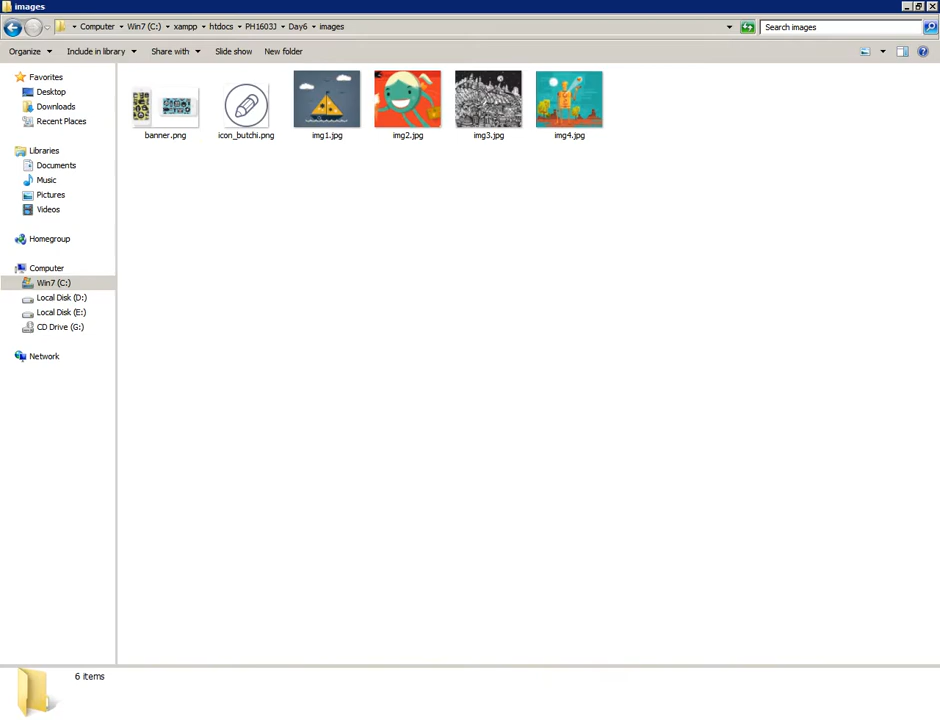 images
Computer Win7 (C:) xampp htdocs PH1603J Day6 images
Search images
Organize Include in library Share with Slide show New folder
Favorites
Desktop
Downloads
Recent Places
Libraries
Documents
Music
Pictures
Videos
Homegroup
Computer
Win7 (C:)
Local Disk (D:)
Local Disk (E:)
CD Drive (G:)
Network
banner.png icon_butchi.png img1.jpg img2.jpg img3.jpg img4.jpg
6 items